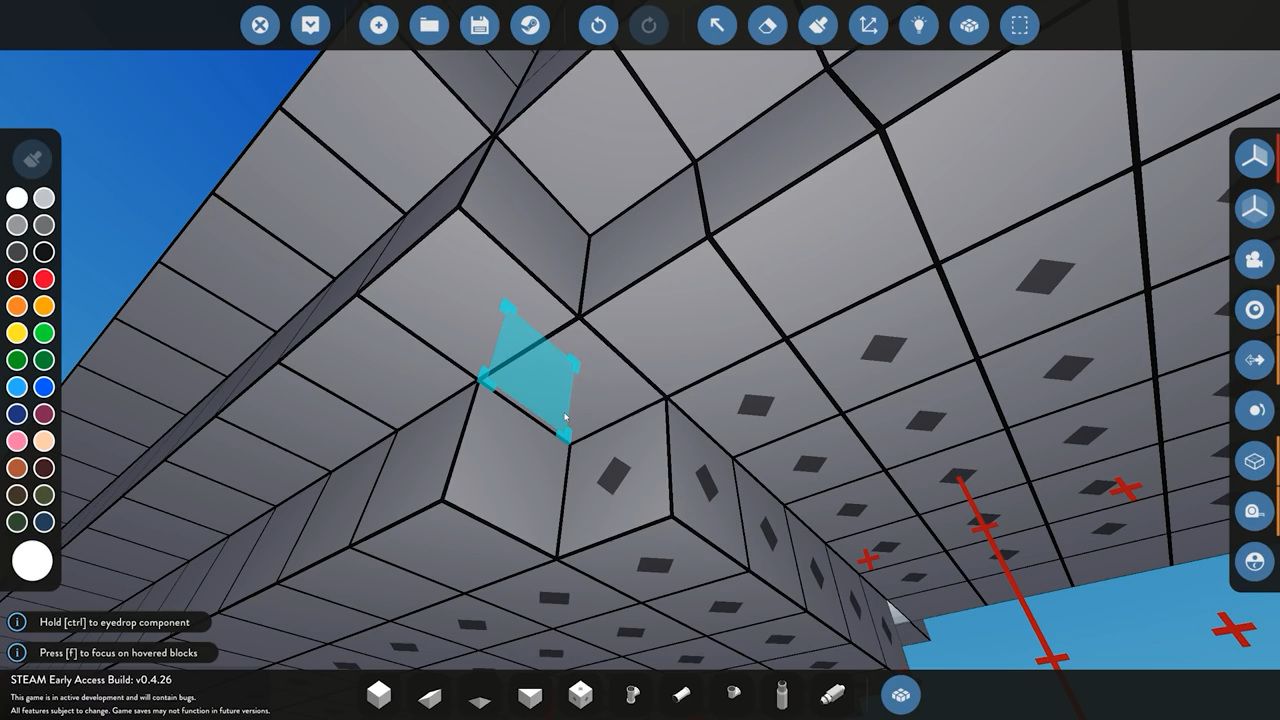 Hold [ctrl] to eyedrop component
Press [f] to focus on hovered blocks
STEAM Early Access Build: v0.4.26
This game is in active development and will contain bugs.
All features subject to change. Game saves may not function in future versions.